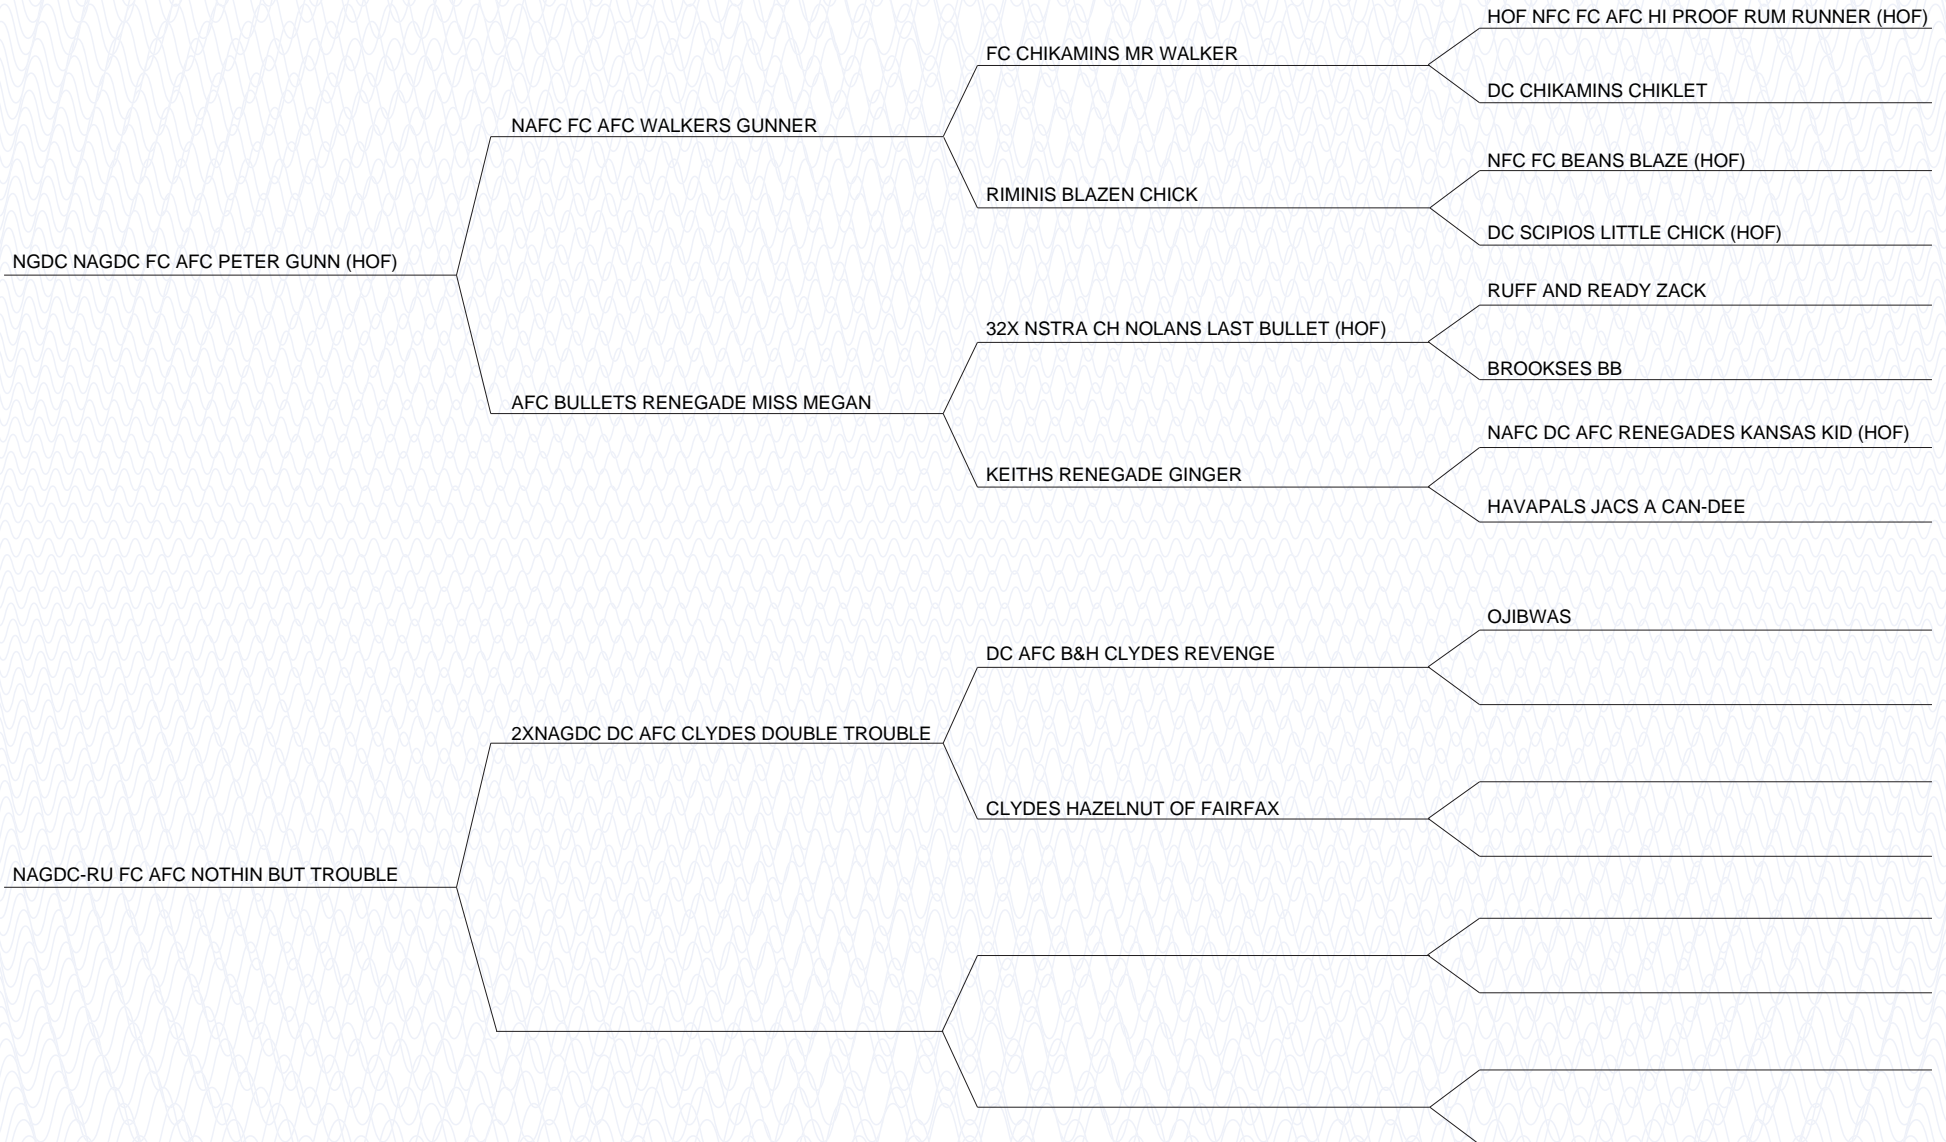 HOF NFC FC AFC HI PROOF RUM RUNNER (HOF)
FC CHIKAMINS MR WALKER
DC CHIKAMINS CHIKLET
NAFC FC AFC WALKERS GUNNER
NFC FC BEANS BLAZE (HOF)
RIMINIS BLAZEN CHICK
DC SCIPIOS LITTLE CHICK (HOF)
NGDC NAGDC FC AFC PETER GUNN (HOF)
RUFF AND READY ZACK
32X NSTRA CH NOLANS LAST BULLET (HOF)
BROOKSES BB
AFC BULLETS RENEGADE MISS MEGAN
NAFC DC AFC RENEGADES KANSAS KID (HOF)
KEITHS RENEGADE GINGER
HAVAPALS JACS A CAN-DEE
OJIBWAS
DC AFC B&H CLYDES REVENGE
2XNAGDC DC AFC CLYDES DOUBLE TROUBLE
CLYDES HAZELNUT OF FAIRFAX
NAGDC-RU FC AFC NOTHIN BUT TROUBLE